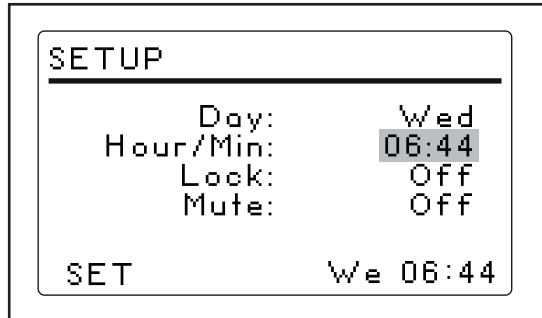 SETUP
Day: Wed
Hour/Min: 06:44
Lock: Off
Mute: Off
SET We 06:44